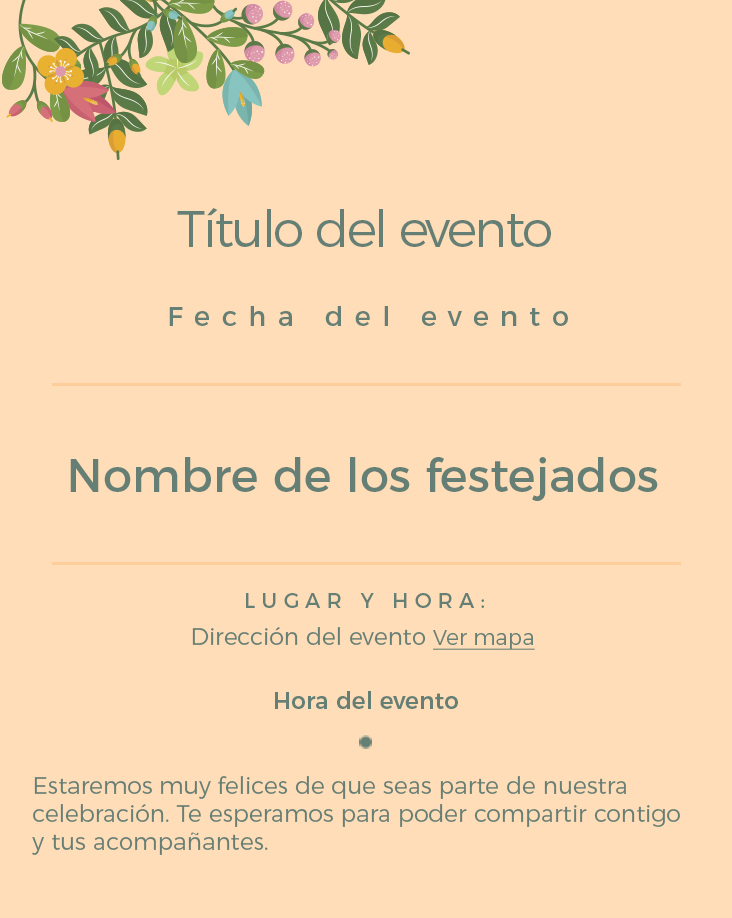 Título del evento
Fecha del evento
Nombre de los festejados
LUGAR Y HORA:
Dirección del evento Ver mapa
Hora del evento
Estaremos muy felices de que seas parte de nuestra
celebración. Te esperamos para poder compartir contigo
y tus acompañantes.